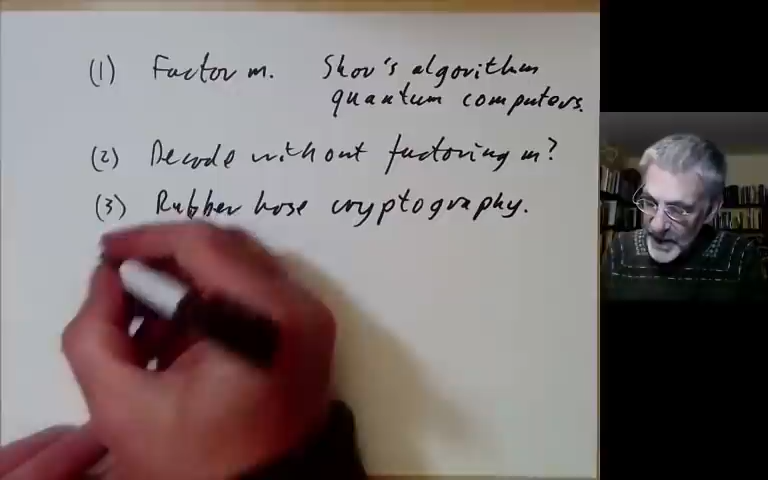 (1) Factor m. Shor's algorithm
quantum computers.
(2) Decode without factoring m?
(3) Rubber hose cryptography.